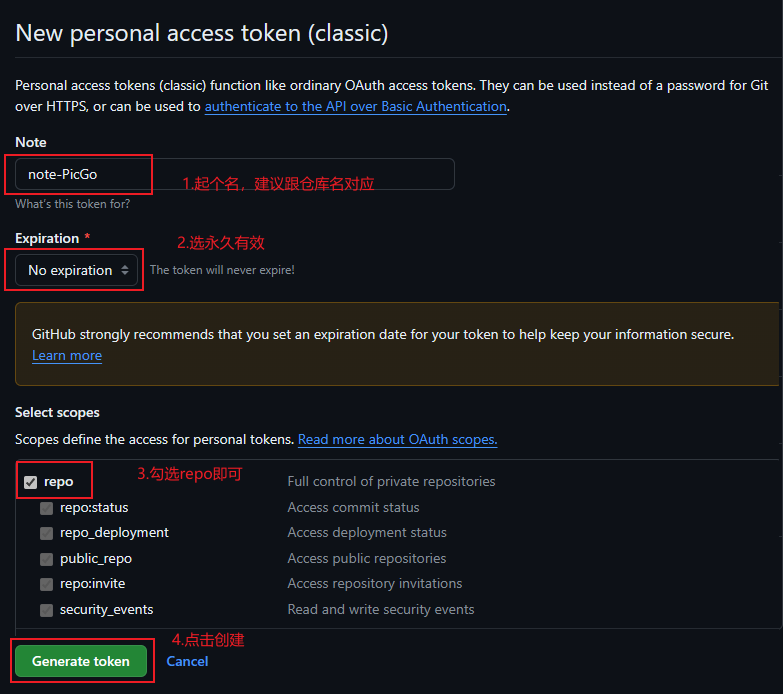 New personal access token (classic)
Personal access tokens (classic) function like ordinary OAuth access tokens. They can be used instead of a password for Git
over HTTPS, or can be used to authenticate to the API over Basic Authentication.
Note
note-PicGo
1.起个名，建议跟仓库名对应
What's this token for?
Expiration *
2.选永久有效
No expiration
The token will never expire!
GitHub strongly recommends that you set an expiration date for your token to help keep your information secure.
Learn more
Select scopes
Scopes define the access for personal tokens. Read more about OAuth scopes.
repo
3.勾选repo即可
Full control of private repositories
repo:status
Access commit status
repo_deployment
Access deployment status
public_repo
Access public repositories
repo:invite
Access repository invitations
security_events
Read and write security events
4.点击创建
Generate token
Cancel